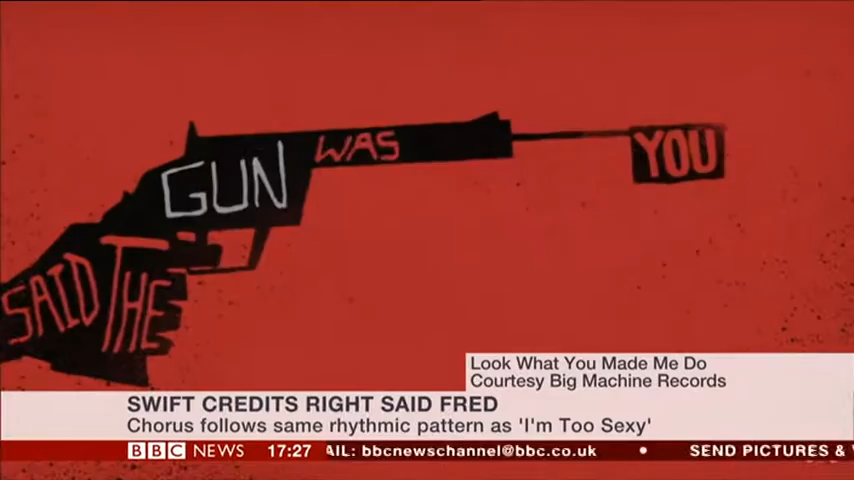 SAID THE GUN WAS YOU
Look What You Made Me Do
Courtesy Big Machine Records
SWIFT CREDITS RIGHT SAID FRED
Chorus follows same rhythmic pattern as 'I'm Too Sexy'
BBC NEWS 17:27 AIL: bbcnewschannel@bbc.co.uk • SEND PICTURES &